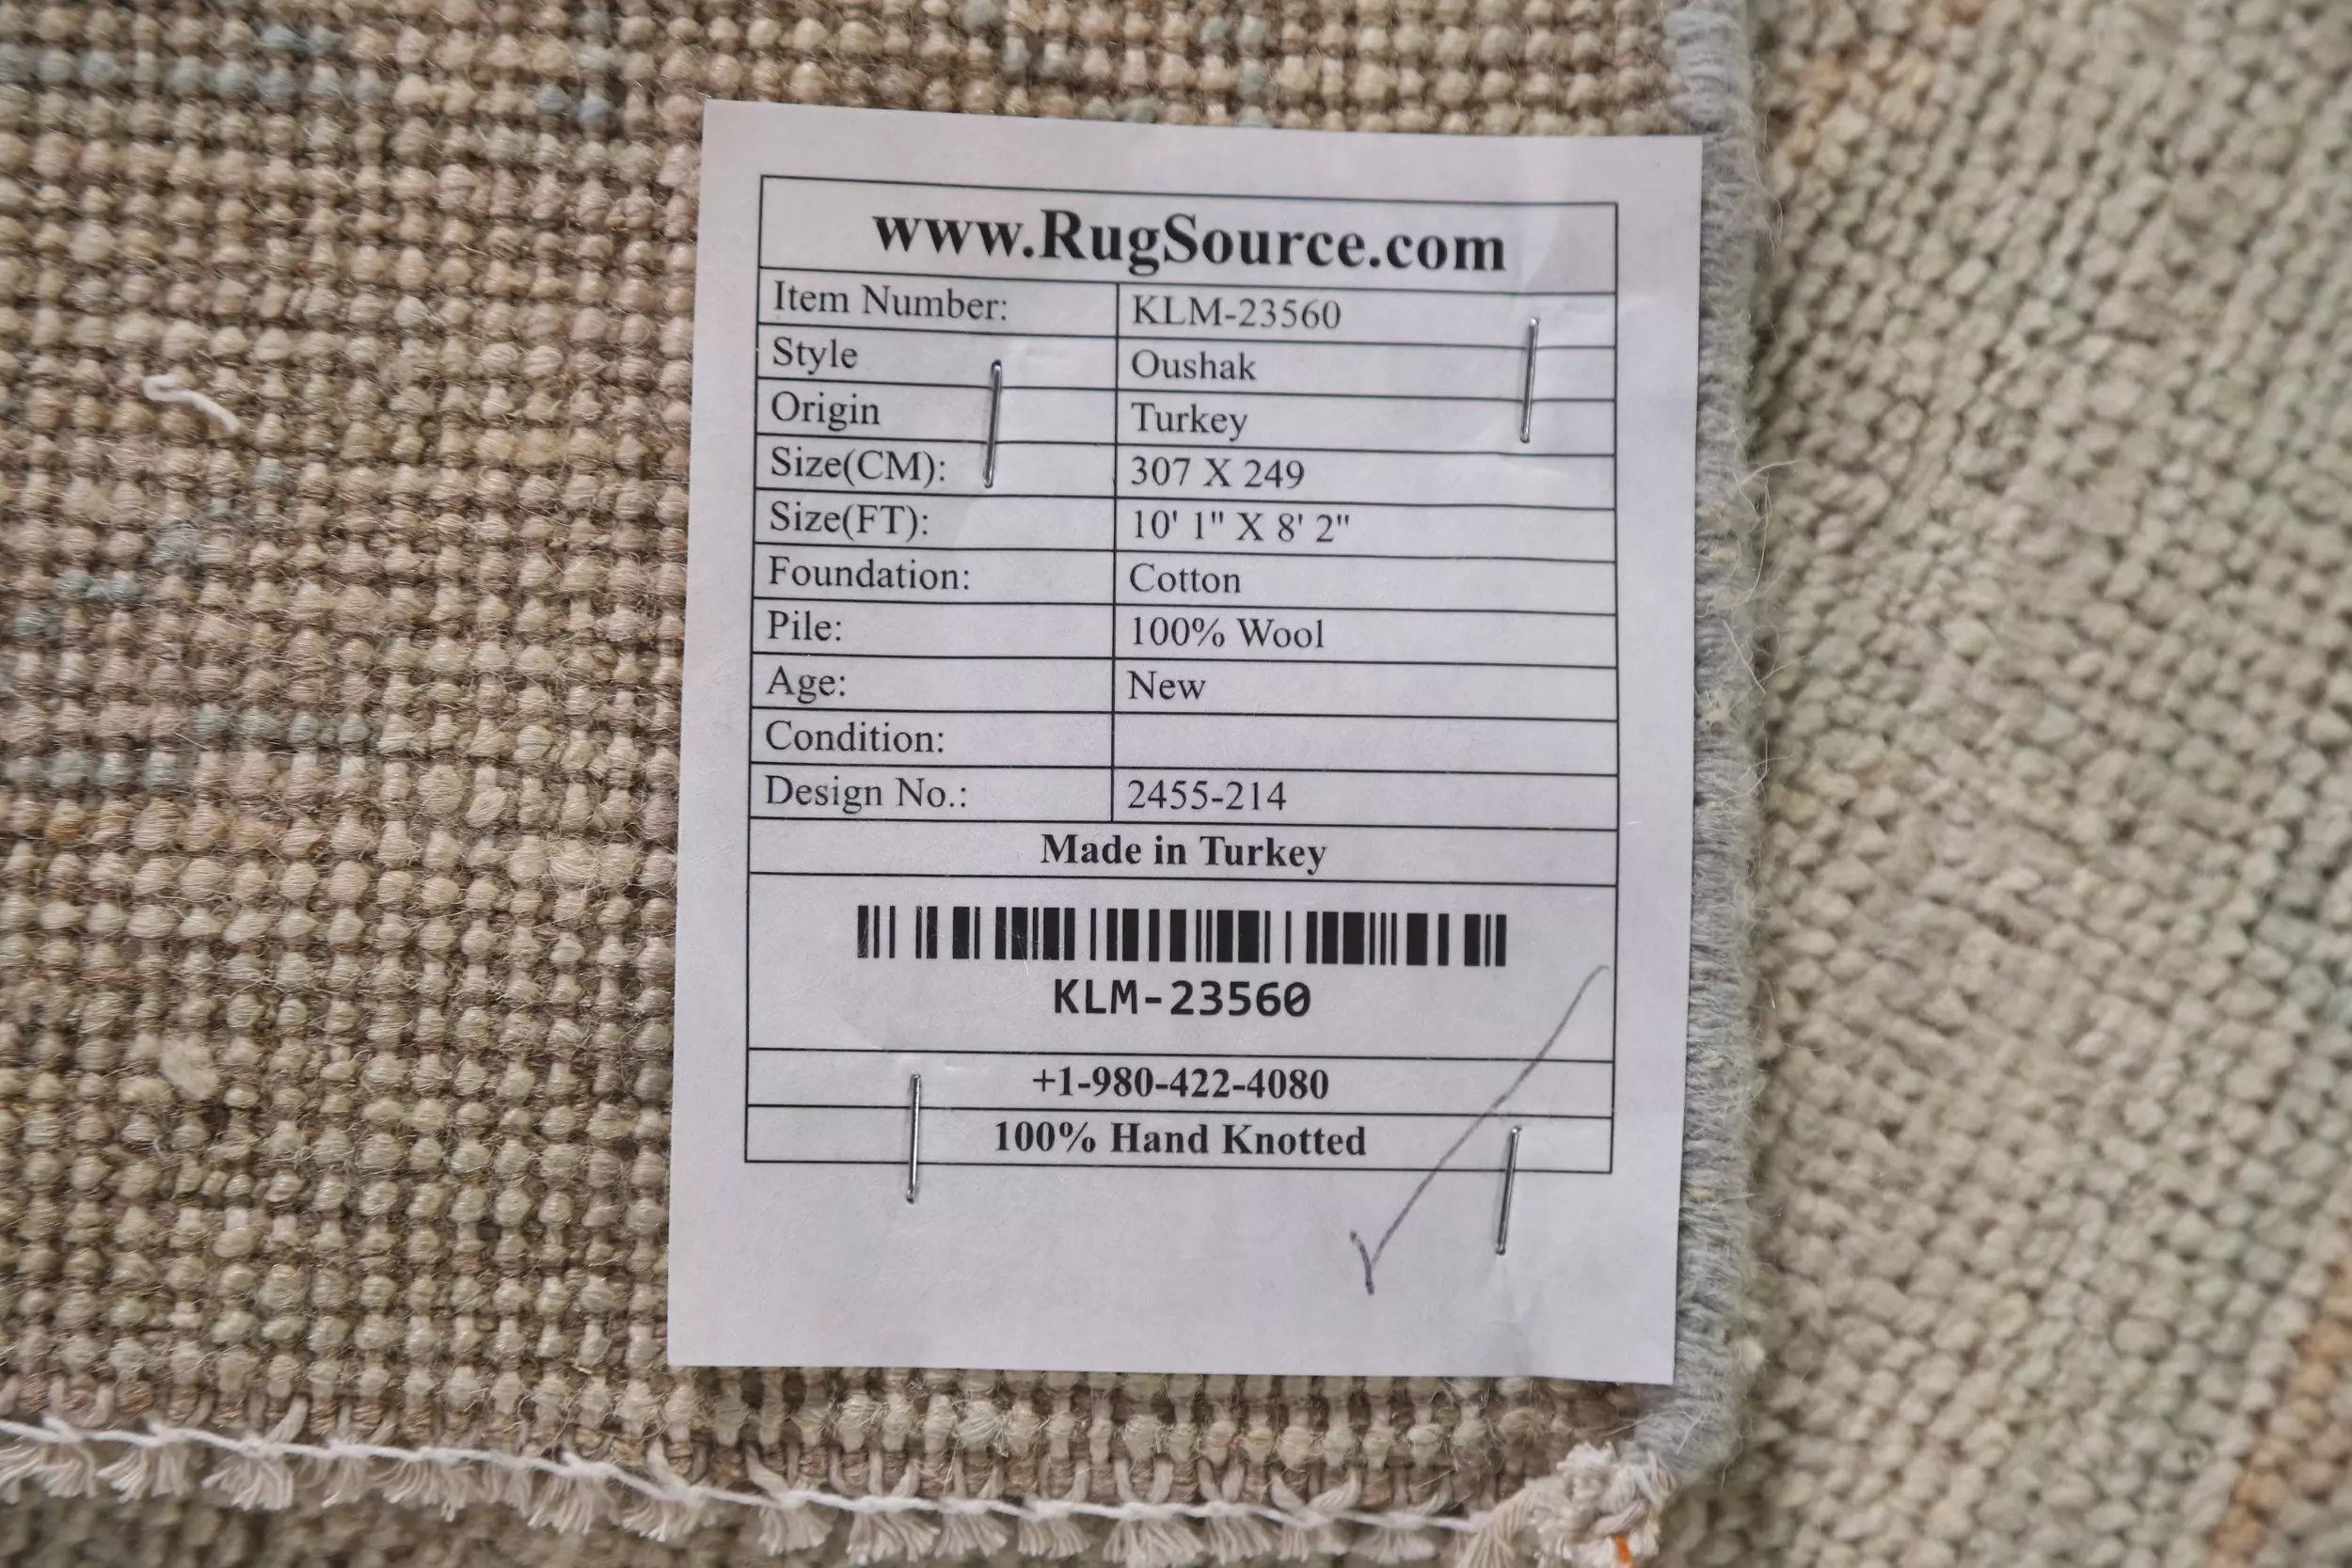 www.RugSource.com
Item Number: KLM-23560
Style Oushak
Origin Turkey
Size(CM): 307 X 249
Size(FT): 10' 1" X 8' 2"
Foundation: Cotton
Pile: 100% Wool
Age: New
Condition:
Design No.: 2455-214
Made in Turkey
KLM-23560
+1-980-422-4080
100% Hand Knotted